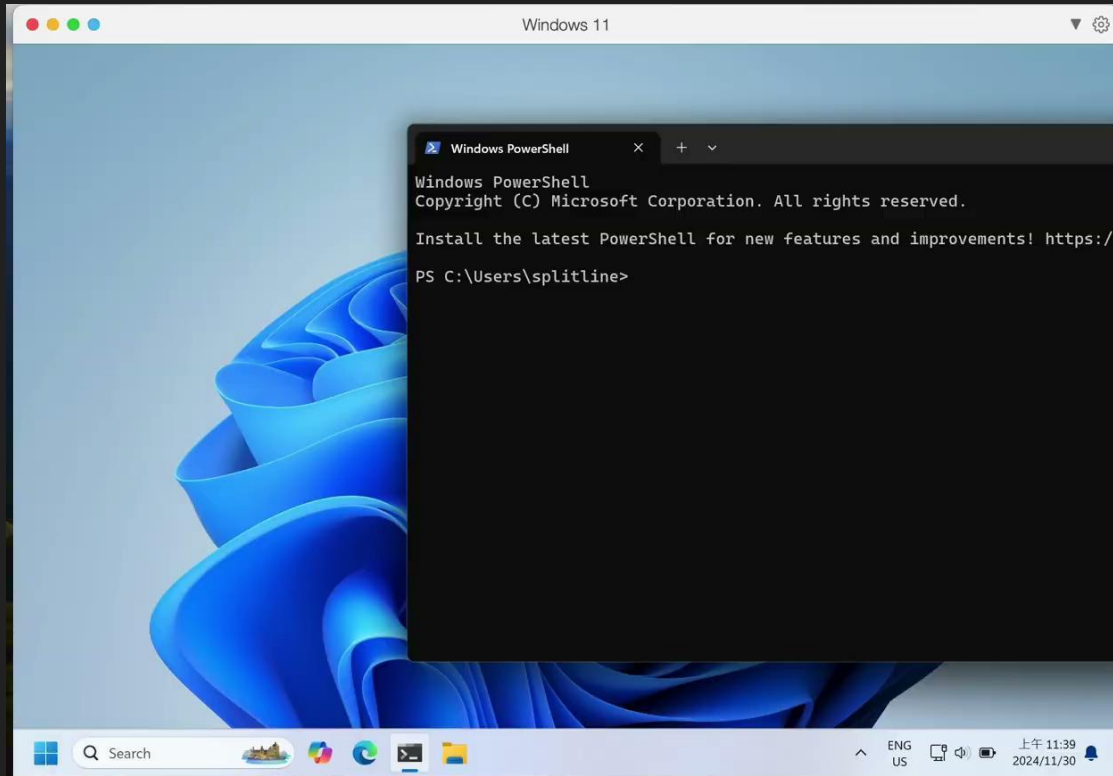 Windows 11
Windows PowerShell
Windows PowerShell
Copyright (C) Microsoft Corporation. All rights reserved.
Install the latest PowerShell for new features and improvements! https:/
PS C:\Users\splitline>
Search
ENG
US
上午 11:39
2024/11/30